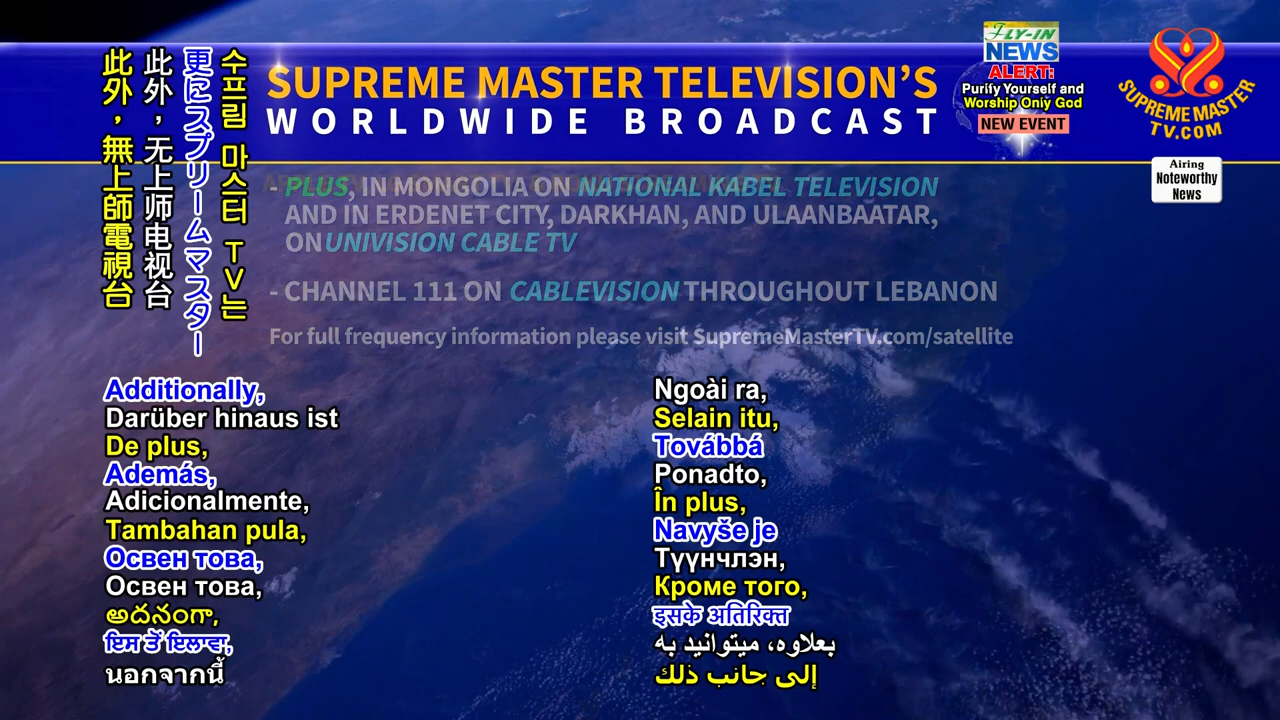 SUPREME MASTER TELEVISION'S
WORLDWIDE BROADCAST
FLY-IN
NEWS
ALERT:
Purify Yourself and
Worship Only God
NEW EVENT
SUPREME MASTER
TV.COM
Airing
Noteworthy
News
此外，無上師電視台
此外，无上师电视台
更にスプリームマスター
수프림 마스터 TV는
- PLUS, IN MONGOLIA ON NATIONAL KABEL TELEVISION
AND IN ERDENET CITY, DARKHAN, AND ULAANBAATAR,
ON UNIVISION CABLE TV
- CHANNEL 111 ON CABLEVISION THROUGHOUT LEBANON
For full frequency information please visit SupremeMasterTV.com/satellite
Additionally,
Darüber hinaus ist
De plus,
Además,
Adicionalmente,
Tambahan pula,
Освен това,
Освен това,
అదనంగా,
ਇਸ ਤੋਂ ਇਲਾਵਾ,
นอกจากนี้
Ngoài ra,
Selain itu,
Továbbá
Ponadto,
În plus,
Navyše je
Түүнчлэн,
Кроме того,
इसके अतिरिक्त
بعلاوه، میتوانید به
إلى جانب ذلك